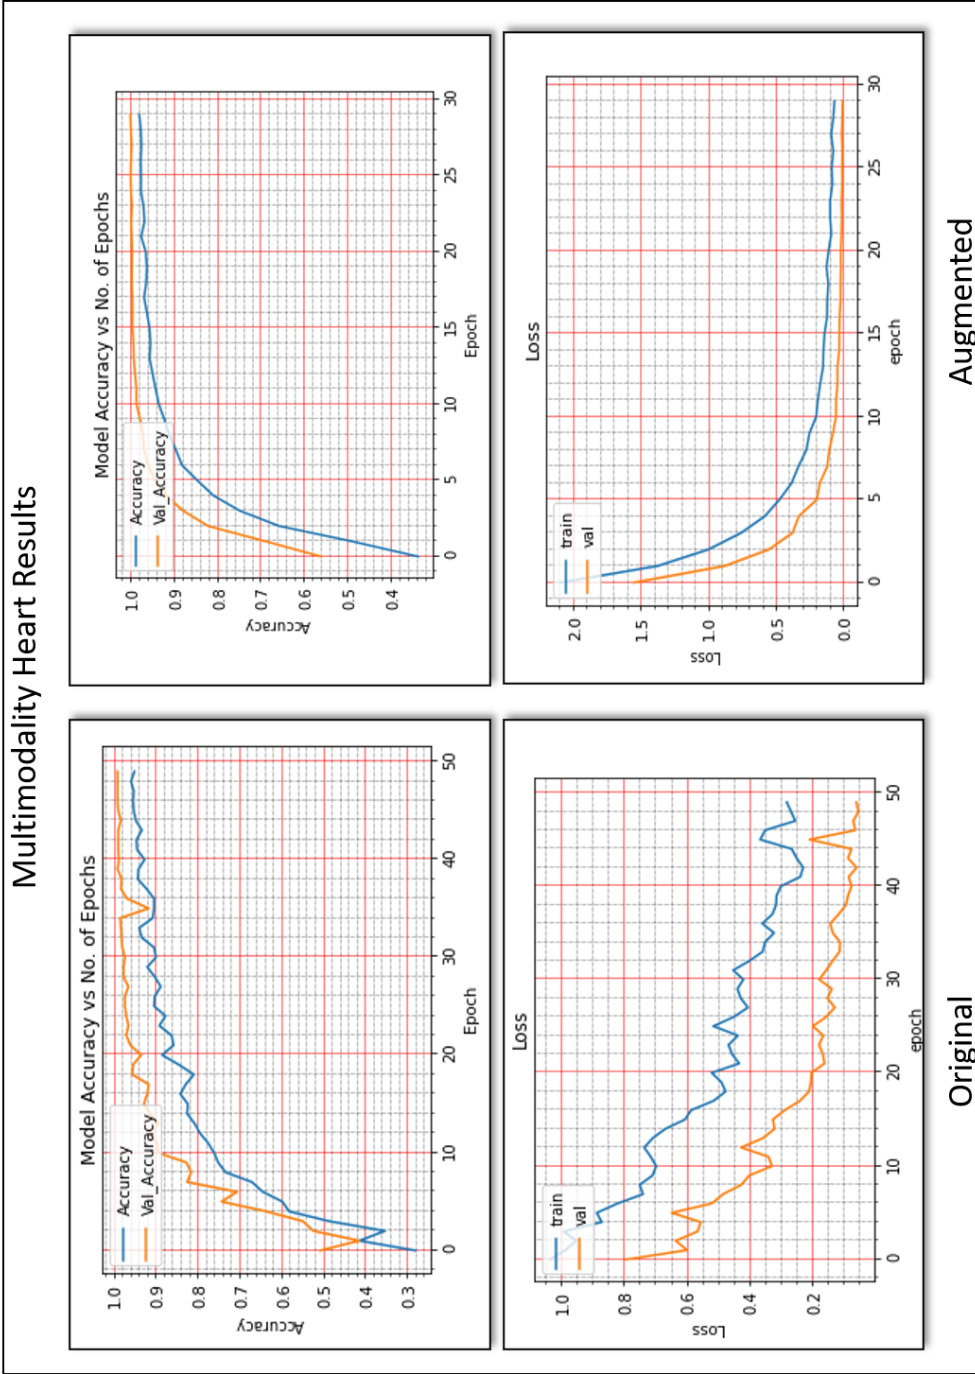 Multimodality Heart Results
Model Accuracy vs No. of Epochs
Accuracy
Val_Accuracy
1.0
0.9
0.8
0.7
0.6
0.5
0.4
0.3
Accuracy
0 10 20 30 40 50
Epoch
Model Accuracy vs No. of Epochs
Accuracy
Val_Accuracy
1.0
0.9
0.8
0.7
0.6
0.5
0.4
Accuracy
0 5 10 15 20 25 30
Epoch
Loss
train
val
1.0
0.8
0.6
0.4
0.2
Loss
0 10 20 30 40 50
epoch
Loss
train
val
2.0
1.5
1.0
0.5
0.0
Loss
0 5 10 15 20 25 30
epoch
Original
Augmented